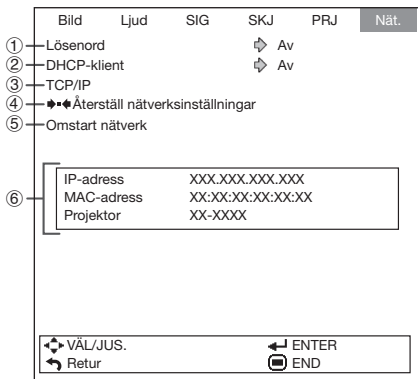 Bild Ljud SIG SKJ PRJ Nät.
① Lösenord Av
② DHCP-klient Av
③ TCP/IP
④ Återställ nätverksinställningar
⑤ Omstart nätverk
⑥
IP-adress XXX.XXX.XXX.XXX
MAC-adress XX:XX:XX:XX:XX:XX
Projektor XX-XXXX
VÄL/JUS. ENTER
Retur END